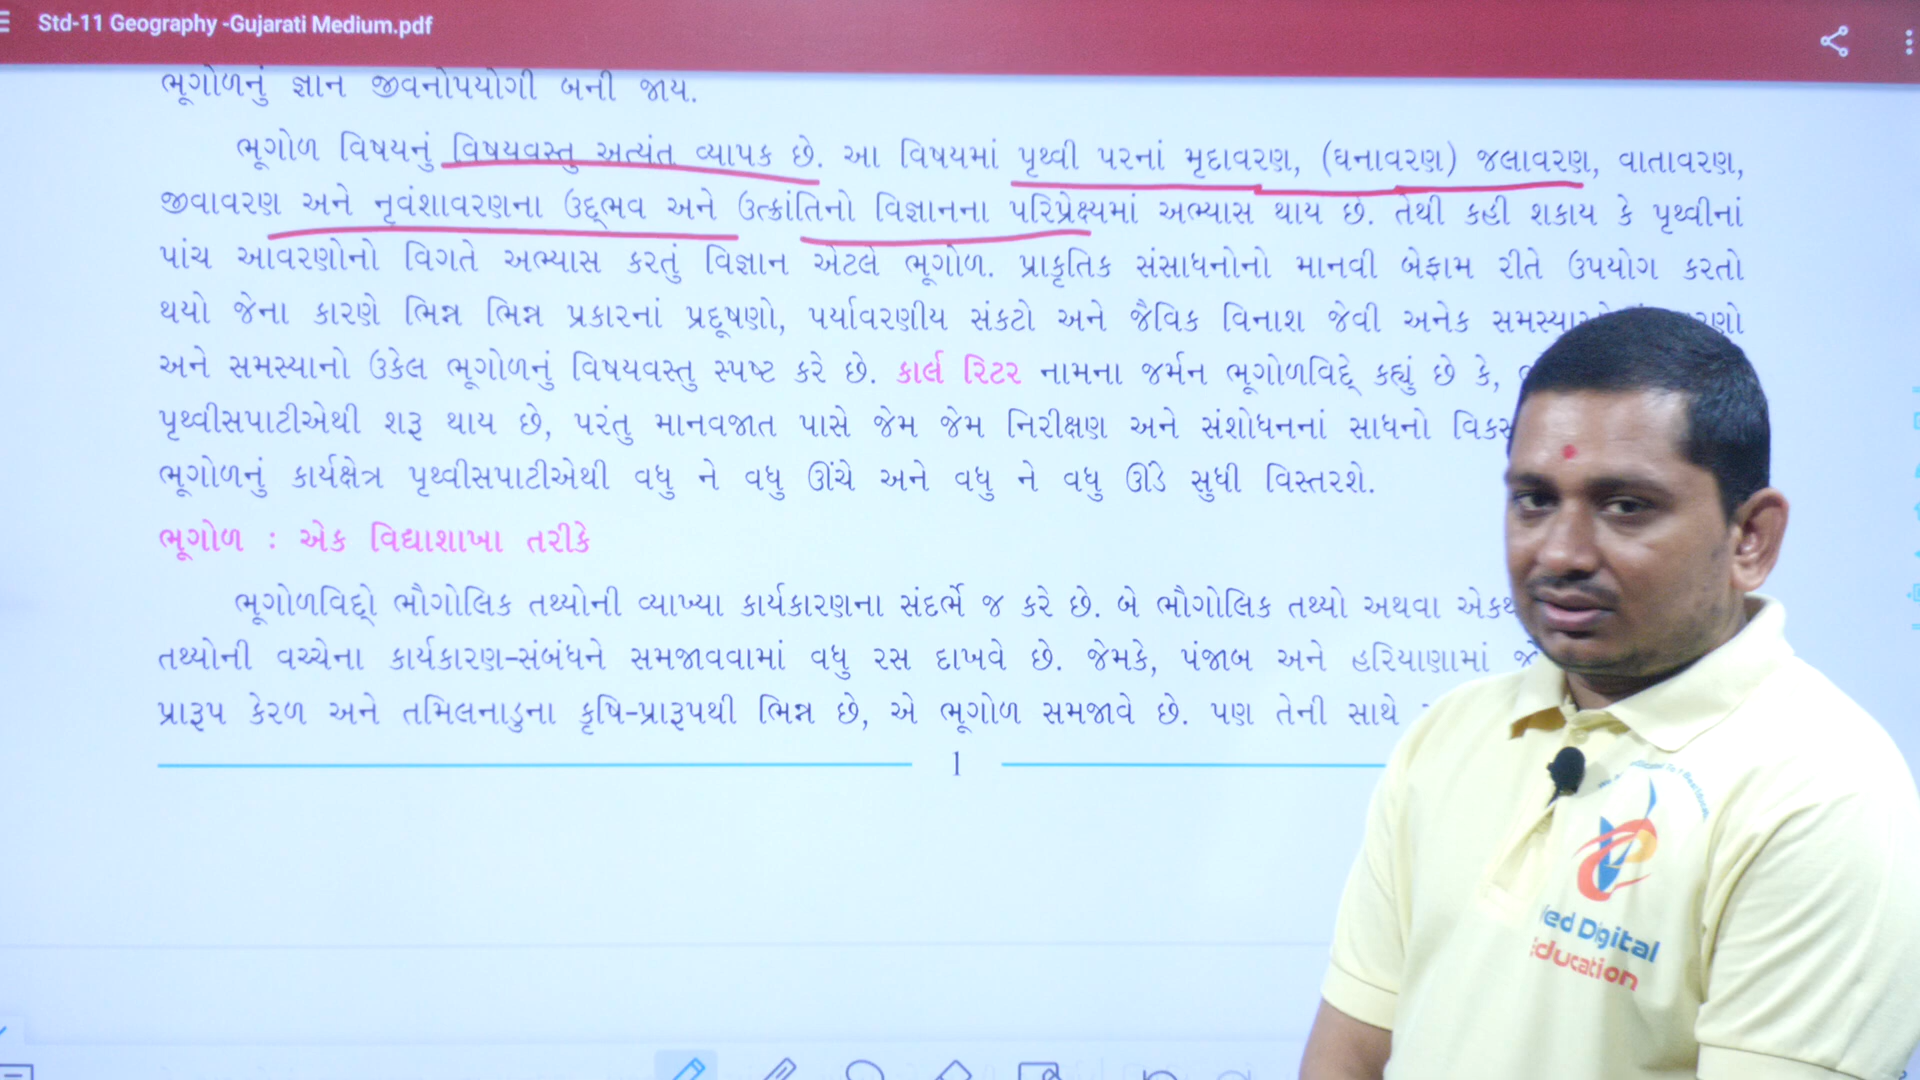 Std-11 Geography -Gujarati Medium.pdf
ભૂગોળનું જ્ઞાન જીવનોપયોગી બની જાય.
ભૂગોળ વિષયનું વિષયવસ્તુ અત્યંત વ્યાપક છે. આ વિષયમાં પૃથ્વી પરનાં મૃદાવરણ, (ઘનાવરણ) જલાવરણ, વાતાવરણ,
જીવાવરણ અને નૃવંશાવરણના ઉદ્ભવ અને ઉત્ક્રાંતિનો વિજ્ઞાનના પરિપ્રેક્ષ્યમાં અભ્યાસ થાય છે. તેથી કહી શકાય કે પૃથ્વીનાં
પાંચ આવરણોનો વિગતે અભ્યાસ કરતું વિજ્ઞાન એટલે ભૂગોળ. પ્રાકૃતિક સંસાધનોનો માનવી બેફામ રીતે ઉપયોગ કરતો
થયો જેના કારણે ભિન્ન ભિન્ન પ્રકારનાં પ્રદૂષણો, પર્યાવરણીય સંકટો અને જૈવિક વિનાશ જેવી અનેક
અને સમસ્યાનો ઉકેલ ભૂગોળનું વિષયવસ્તુ સ્પષ્ટ કરે છે. કાર્લ રિટર નામના જર્મન ભૂગોળવિદે્ કહ્યું છે કે,
પૃથ્વીસપાટીએથી શરૂ થાય છે, પરંતુ માનવજાત પાસે જેમ જેમ નિરીક્ષણ અને સંશોધનનાં સાધનો
ભૂગોળનું કાર્યક્ષેત્ર પૃથ્વીસપાટીએથી વધુ ને વધુ ઊંચે અને વધુ ને વધુ ઊંડે સુધી વિસ્તરશે.
ભૂગોળ : એક વિદ્યાશાખા તરીકે
ભૂગોળવિદો્ ભૌગોલિક તથ્યોની વ્યાખ્યા કાર્યકારણના સંદર્ભે જ કરે છે. બે ભૌગોલિક તથ્યો અથવા
તથ્યોની વચ્ચેના કાર્યકારણ-સંબંધને સમજાવવામાં વધુ રસ દાખવે છે. જેમકે, પંજાબ અને હરિયાણામાં
પ્રારૂપ કેરળ અને તમિલનાડુના કૃષિ-પ્રારૂપથી ભિન્ન છે, એ ભૂગોળ સમજાવે છે. પણ તેની સાથે
1
Ved Digital
Education